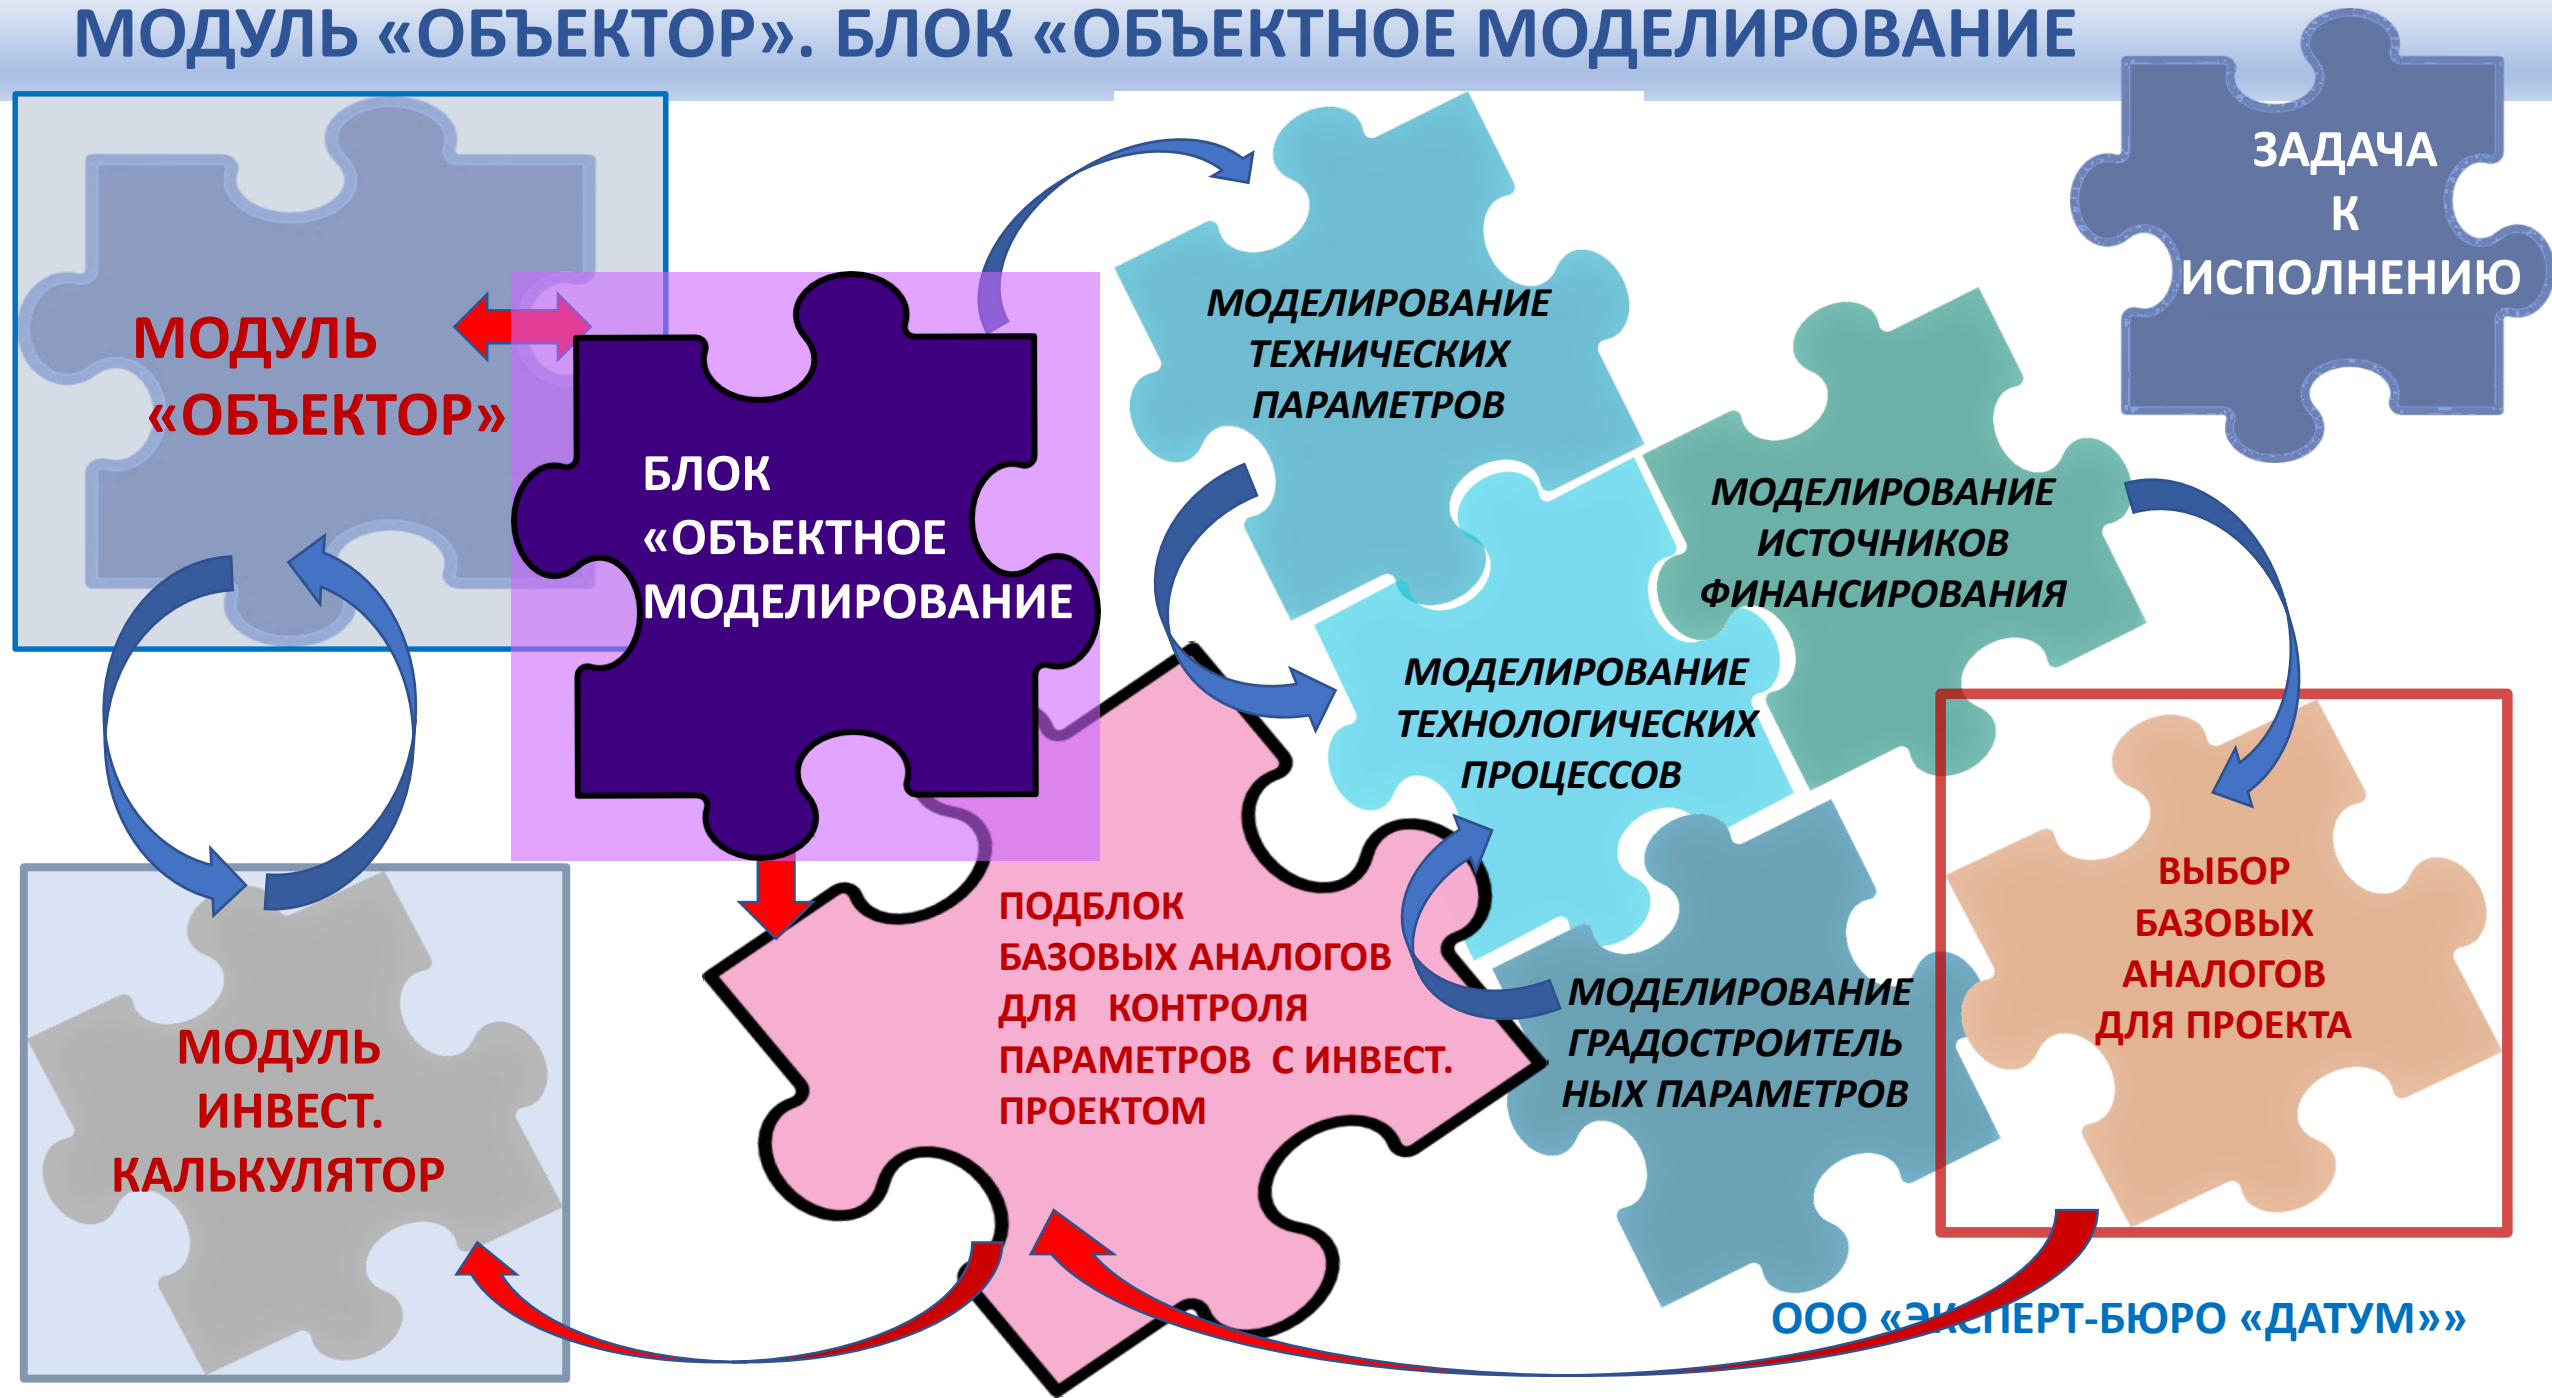 МОДУЛЬ «ОБЪЕКТОР». БЛОК «ОБЪЕКТНОЕ МОДЕЛИРОВАНИЕ
ЗАДАЧА
К
ИСПОЛНЕНИЮ
МОДУЛЬ
«ОБЪЕКТОР»
БЛОК
«ОБЪЕКТНОЕ
МОДЕЛИРОВАНИЕ
МОДЕЛИРОВАНИЕ
ТЕХНИЧЕСКИХ
ПАРАМЕТРОВ
МОДЕЛИРОВАНИЕ
ИСТОЧНИКОВ
ФИНАНСИРОВАНИЯ
МОДЕЛИРОВАНИЕ
ТЕХНОЛОГИЧЕСКИХ
ПРОЦЕССОВ
МОДЕЛИРОВАНИЕ
ГРАДОСТРОИТЕЛЬ
НЫХ ПАРАМЕТРОВ
ВЫБОР
БАЗОВЫХ
АНАЛОГОВ
ДЛЯ ПРОЕКТА
ПОДБЛОК
БАЗОВЫХ АНАЛОГОВ
ДЛЯ КОНТРОЛЯ
ПАРАМЕТРОВ С ИНВЕСТ.
ПРОЕКТОМ
МОДУЛЬ
ИНВЕСТ.
КАЛЬКУЛЯТОР
ООО «ЭКСПЕРТ-БЮРО «ДАТУМ»»